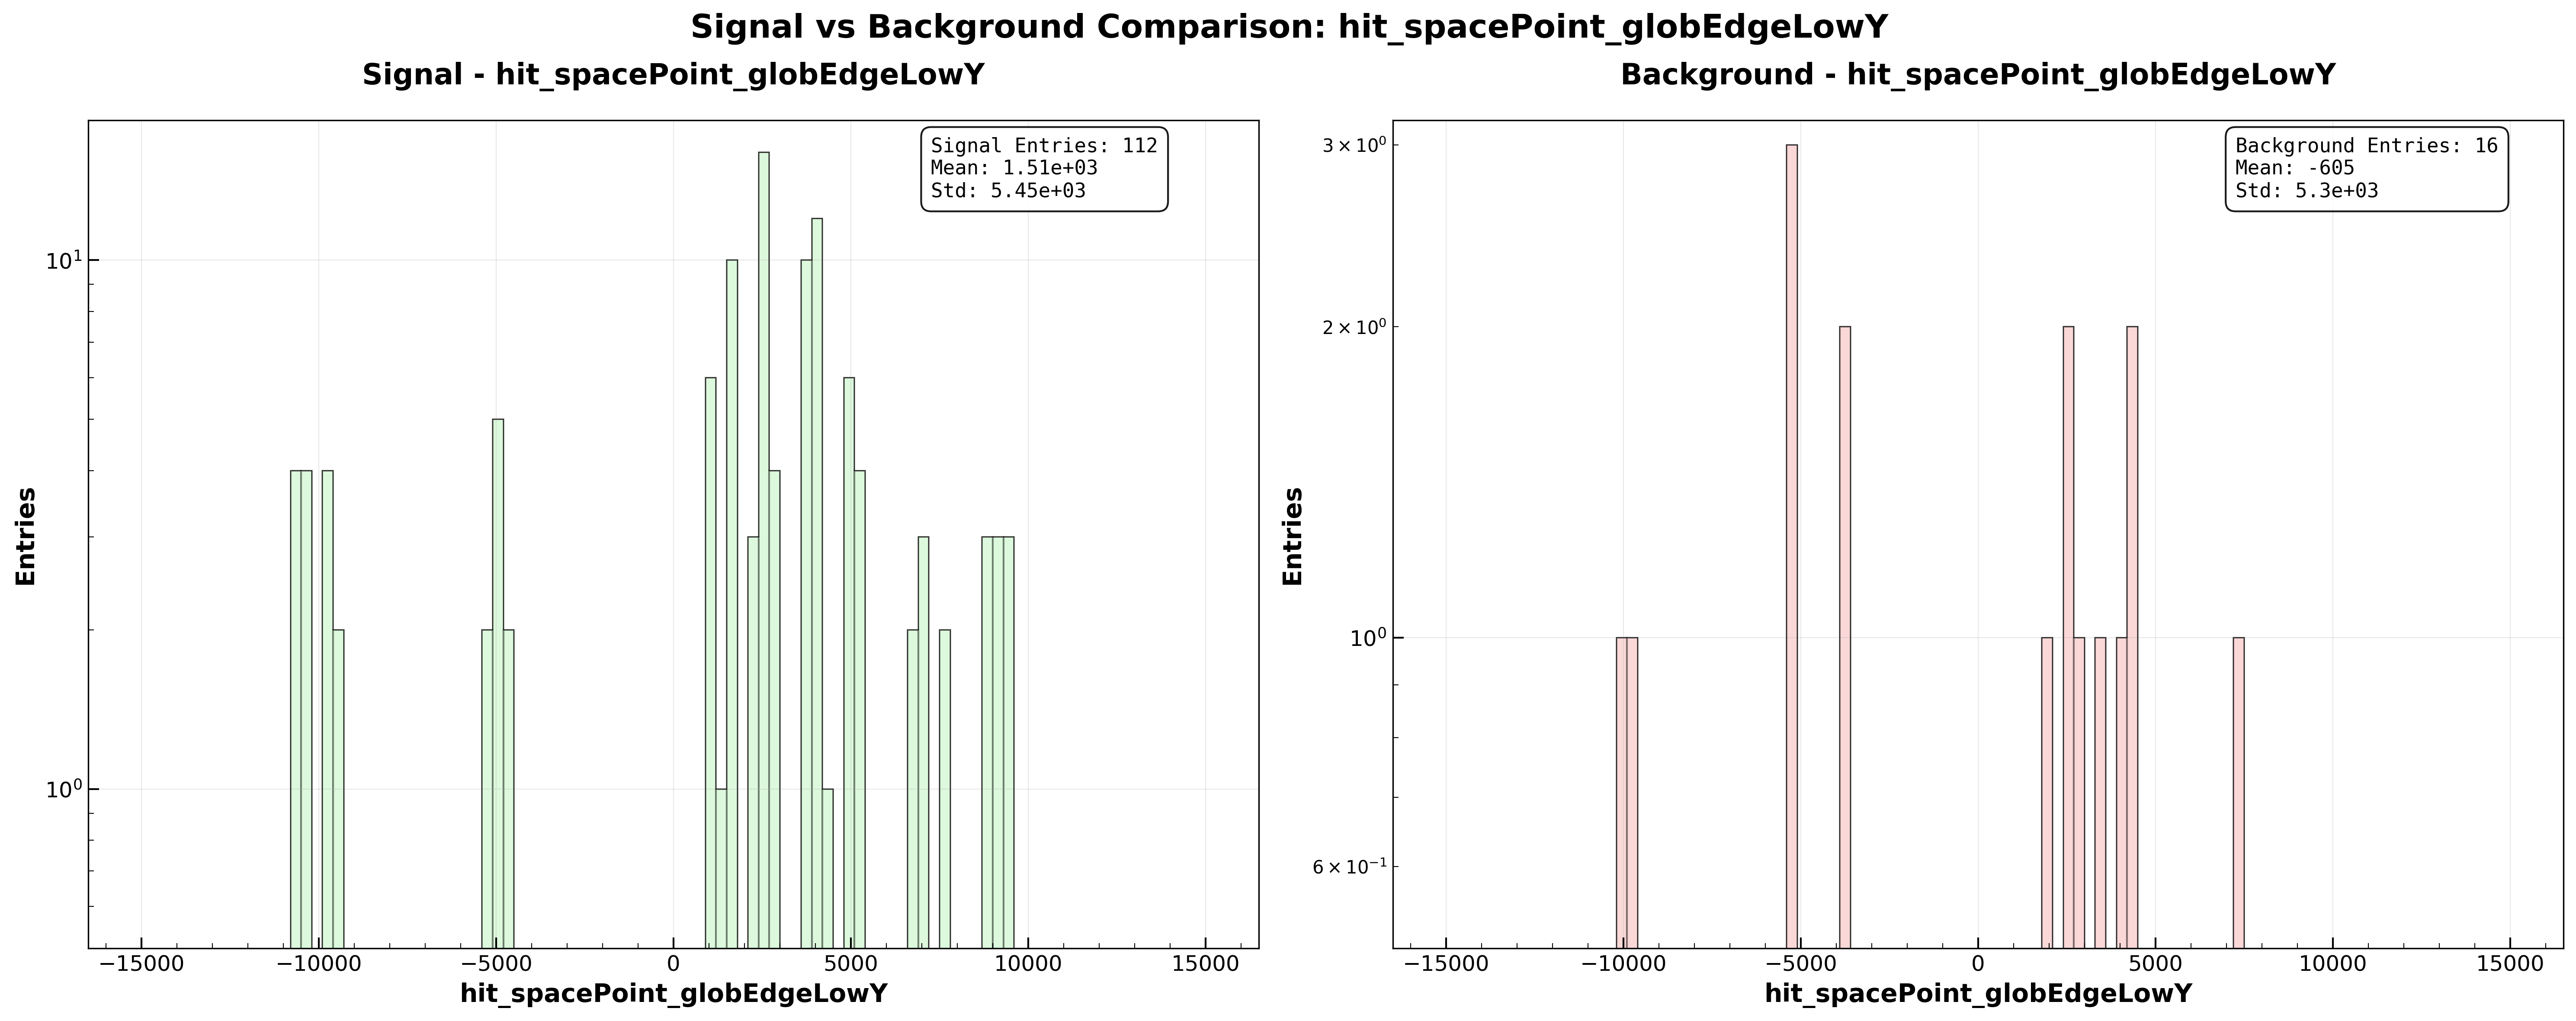 Signal vs Background Comparison: hit_spacePoint_globEdgeLowY
Signal - hit_spacePoint_globEdgeLowY
Signal Entries: 112
Mean: 1.51e+03
Std: 5.45e+03
10¹
10⁰
Entries
−15000 −10000 −5000 0 5000 10000 15000
hit_spacePoint_globEdgeLowY
Background - hit_spacePoint_globEdgeLowY
Background Entries: 16
Mean: -605
Std: 5.3e+03
3 × 10⁰
2 × 10⁰
10⁰
6 × 10⁻¹
Entries
−15000 −10000 −5000 0 5000 10000 15000
hit_spacePoint_globEdgeLowY